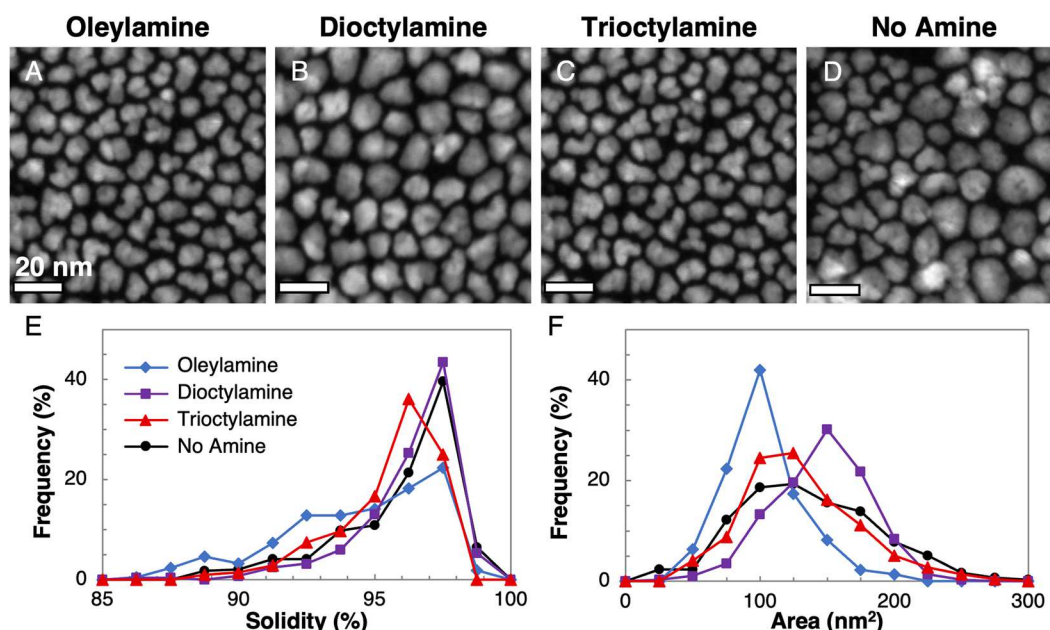 Oleylamine Dioctylamine Trioctylamine No Amine
A B C D
20 nm
E F
Oleylamine
Dioctylamine
Trioctylamine
No Amine
Frequency (%)
40
20
0
85 90 95 100
Solidity (%)
Frequency (%)
40
20
0
0 100 200 300
Area (nm²)